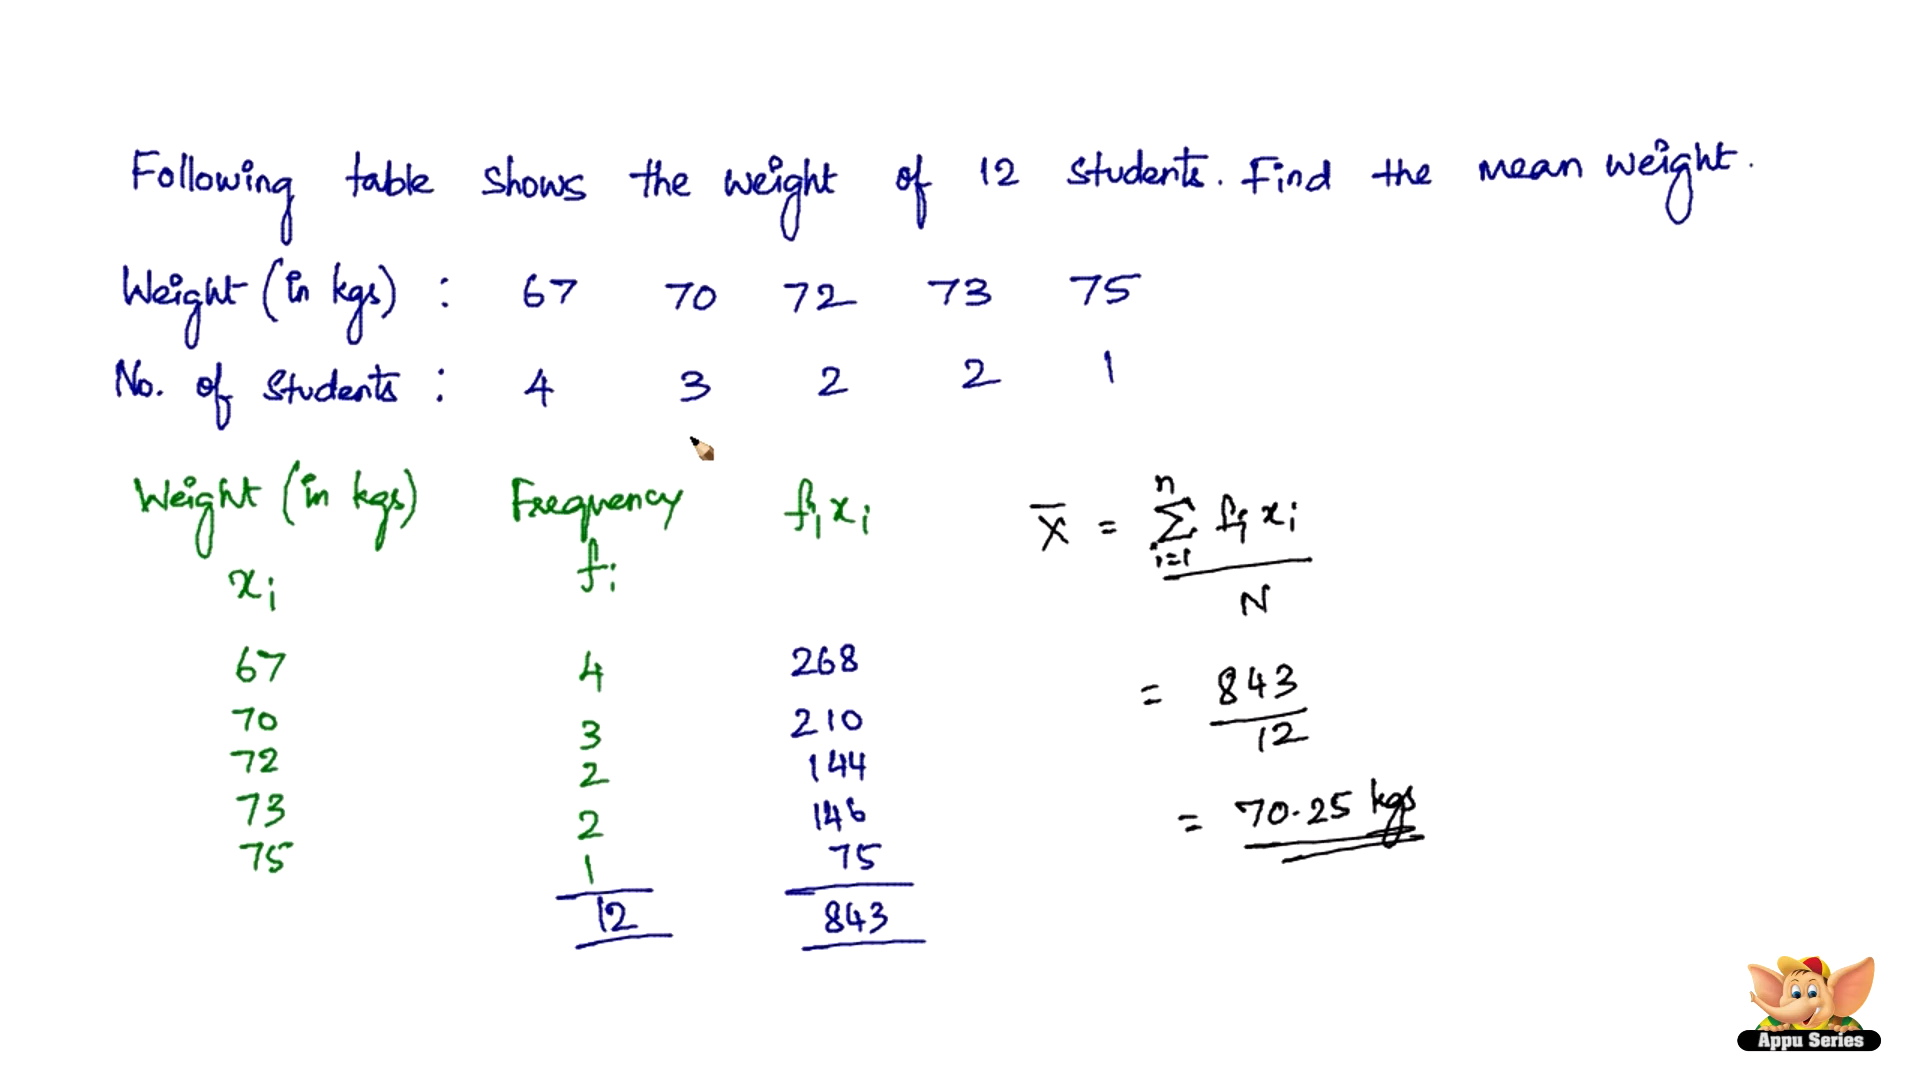 Following table shows the weight of 12 students. Find the mean weight.
Weight (in kgs) : 67 70 72 73 75
No. of students : 4 3 2 2 1
Weight (in kgs) Frequency fᵢxᵢ
xᵢ fᵢ
67 4 268
70 3 210
72 2 144
73 2 146
75 1 75
12 843
X̄ = n Σ i=1 fᵢxᵢ
N
= 843
12
= 70.25 kgs
Appu Series